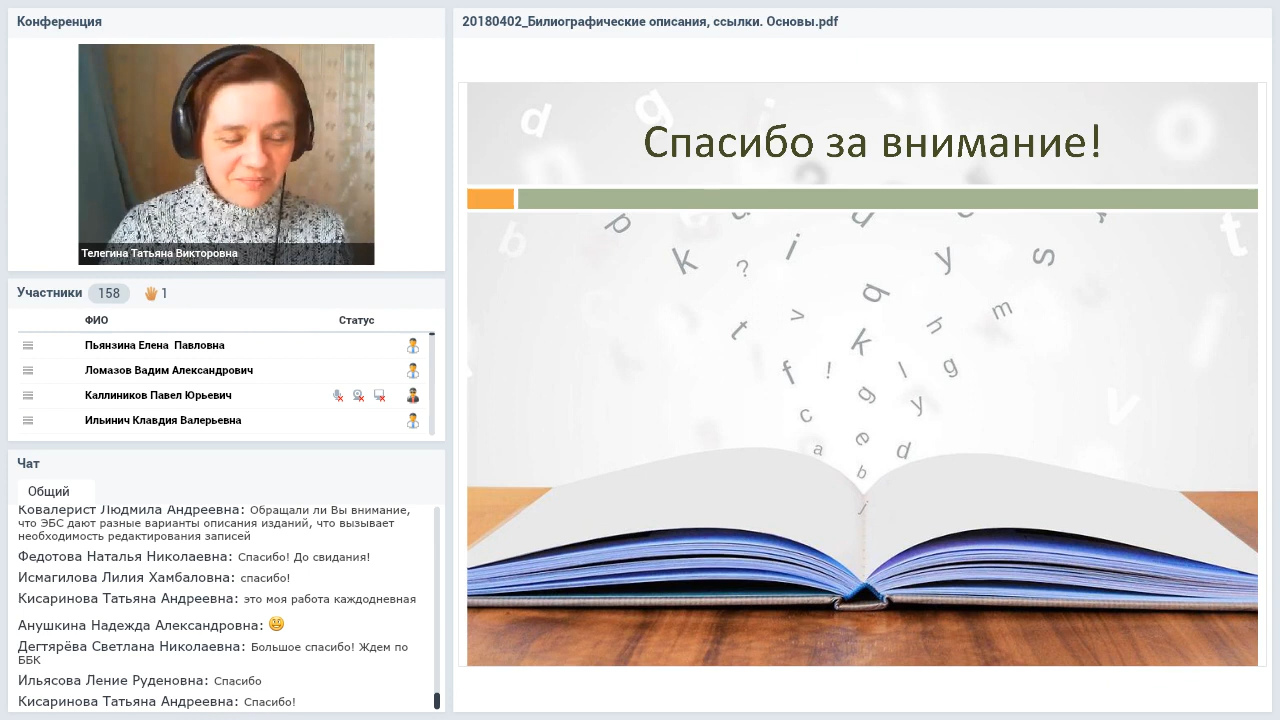 Конференция
Телегина Татьяна Викторовна
Участники 158 1
ФИО Статус
Пьянзина Елена Павловна
Ломазов Вадим Александрович
Каллиников Павел Юрьевич
Ильинич Клавдия Валерьевна
Чат
Общий
Ковалерист Людмила Андреевна: Обращали ли Вы внимание,
что ЭБС дают разные варианты описания изданий, что вызывает
необходимость редактирования записей
Федотова Наталья Николаевна: Спасибо! До свидания!
Исмагилова Лилия Хамбаловна: спасибо!
Кисаринова Татьяна Андреевна: это моя работа каждодневная
Анушкина Надежда Александровна:
Дегтярёва Светлана Николаевна: Большое спасибо! Ждем по
ББК
Ильясова Ление Руденовна: Спасибо
Кисаринова Татьяна Андреевна: Спасибо!
20180402_Билиографические описания, ссылки. Основы.pdf
Спасибо за внимание!